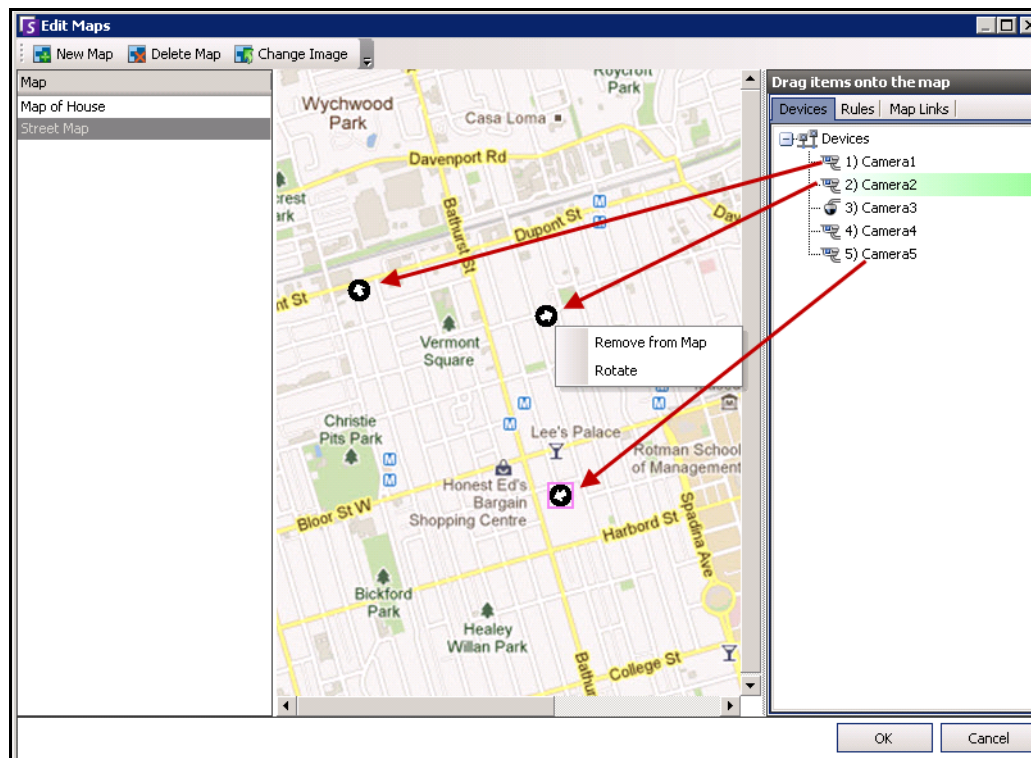 Edit Maps
New Map Delete Map Change Image
Map
Map of House
Street Map
Roycroft
Park
Wychwood
Park
Casa Loma
Davenport Rd
Bathurst St
Dupont St
nt St
Vermont
Square
Christie
Pits Park
Lee's Palace
Rotman School
of Management
Honest Ed's
Bargain
Shopping Centre
Bloor St W
Harbord St
Spadina Ave
Bickford
Park
Healey
Willan Park
College St
M
M
M
M
M
M
M
Remove from Map
Rotate
Drag items onto the map
Devices Rules Map Links
Devices
1) Camera1
2) Camera2
3) Camera3
4) Camera4
5) Camera5
OK Cancel